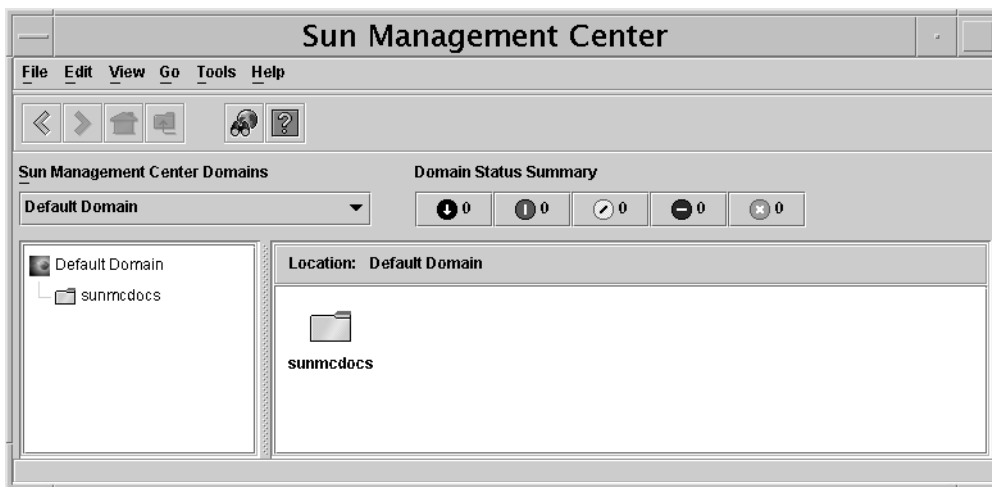 Sun Management Center
File Edit View Go Tools Help
?
Sun Management Center Domains
Domain Status Summary
Default Domain
0 0 0 0 0
Default Domain
sunmcdocs
Location: Default Domain
sunmcdocs